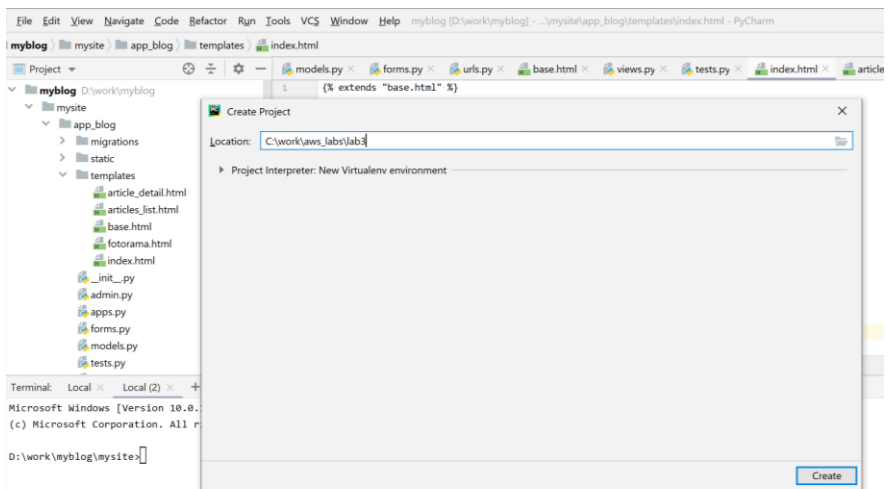 File Edit View Navigate Code Refactor Run Tools VCS Window Help myblog [D:\work\myblog] - ...\mysite\app_blog\templates\index.html - PyCharm
myblog mysite app_blog templates index.html
Project models.py forms.py urls.py base.html views.py tests.py index.html article
myblog D:\work\myblog
1 {% extends "base.html" %}
mysite
Create Project
app_blog
Location: C:\work\aws_labs\lab3
migrations
static
Project Interpreter: New Virtualenv environment
templates
article_detail.html
articles_list.html
base.html
fotorama.html
index.html
__init__.py
admin.py
apps.py
forms.py
models.py
tests.py
Terminal: Local Local (2) +
Microsoft Windows [Version 10.0.
(c) Microsoft Corporation. All
D:\work\myblog\mysite>
Create